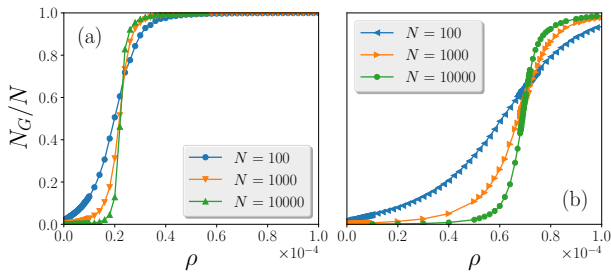 (a)
N_G/N
1.0
0.8
0.6
0.4
0.2
0.0
N = 100
N = 1000
N = 10000
0.0 0.2 0.4 0.6 0.8 1.0
×10⁻⁴
ρ
N = 100
N = 1000
N = 10000
(b)
0.0 0.2 0.4 0.6 0.8 1.0
×10⁻⁴
ρ